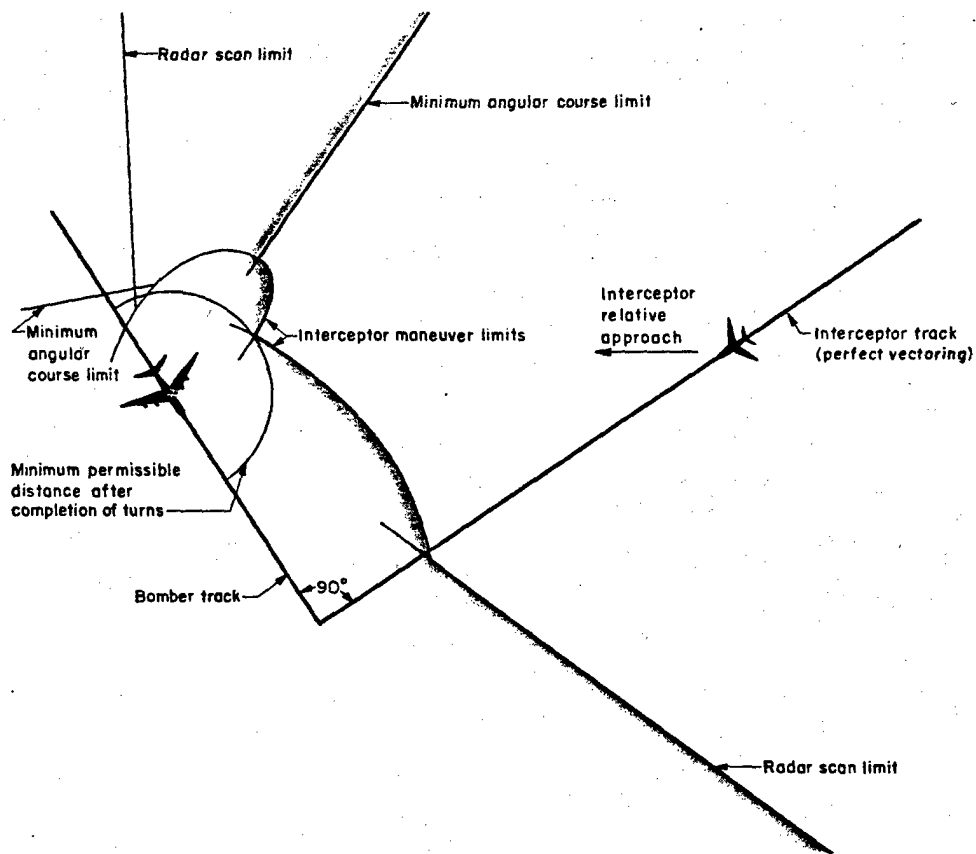 Radar scan limit
Minimum angular course limit
Interceptor
relative
approach
Interceptor track
(perfect vectoring)
Interceptor maneuver limits
Minimum
angular
course limit
Minimum permissible
distance after
completion of turns
Bomber track
90°
Radar scan limit